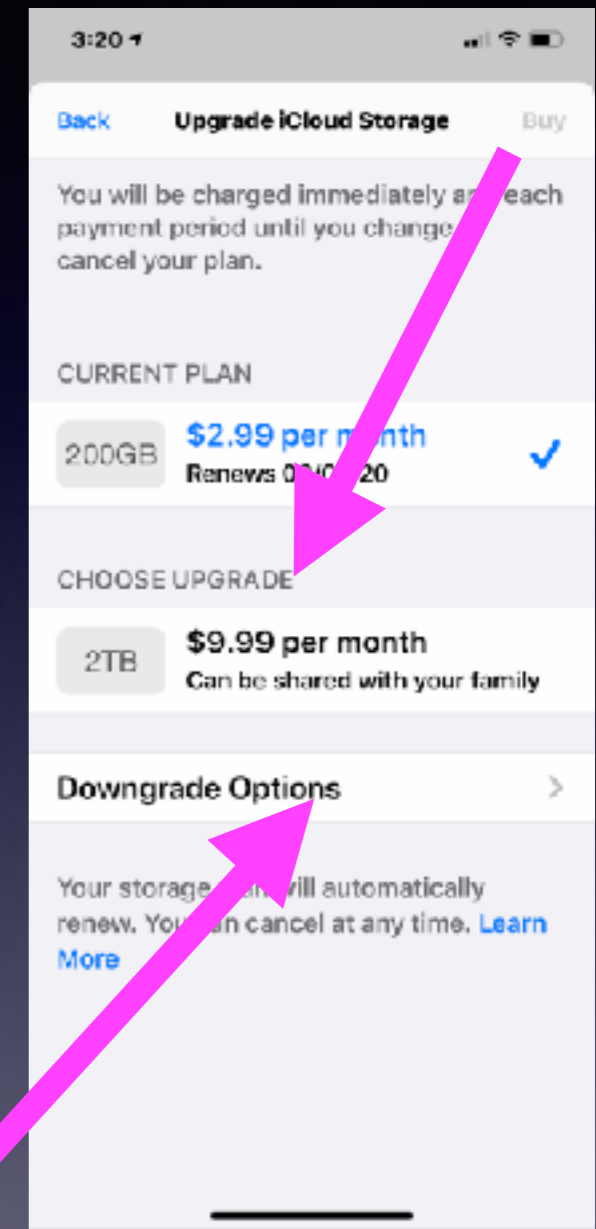 3:20
Back Upgrade iCloud Storage Buy
You will be charged immediately each
payment period until you change
cancel your plan.
CURRENT PLAN
200GB $2.99 per month
Renews
CHOOSE UPGRADE
2TB $9.99 per month
Can be shared with your family
Downgrade Options
Your storage will automatically
renew. You can cancel at any time. Learn
More